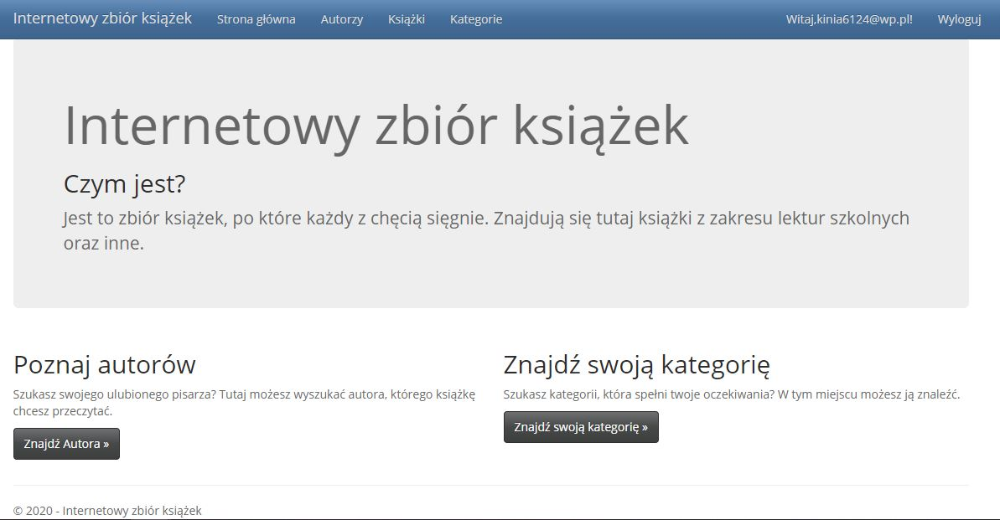 Internetowy zbiór książek Strona główna Autorzy Książki Kategorie Witaj,kinia6124@wp.pl! Wyloguj
Internetowy zbiór książek
Czym jest?
Jest to zbiór książek, po które każdy z chęcią sięgnie. Znajdują się tutaj książki z zakresu lektur szkolnych
oraz inne.
Poznaj autorów
Szukasz swojego ulubionego pisarza? Tutaj możesz wyszukać autora, którego książkę
chcesz przeczytać.
Znajdź Autora »
Znajdź swoją kategorię
Szukasz kategorii, która spełni twoje oczekiwania? W tym miejscu możesz ją znaleźć.
Znajdź swoją kategorię »
© 2020 - Internetowy zbiór książek